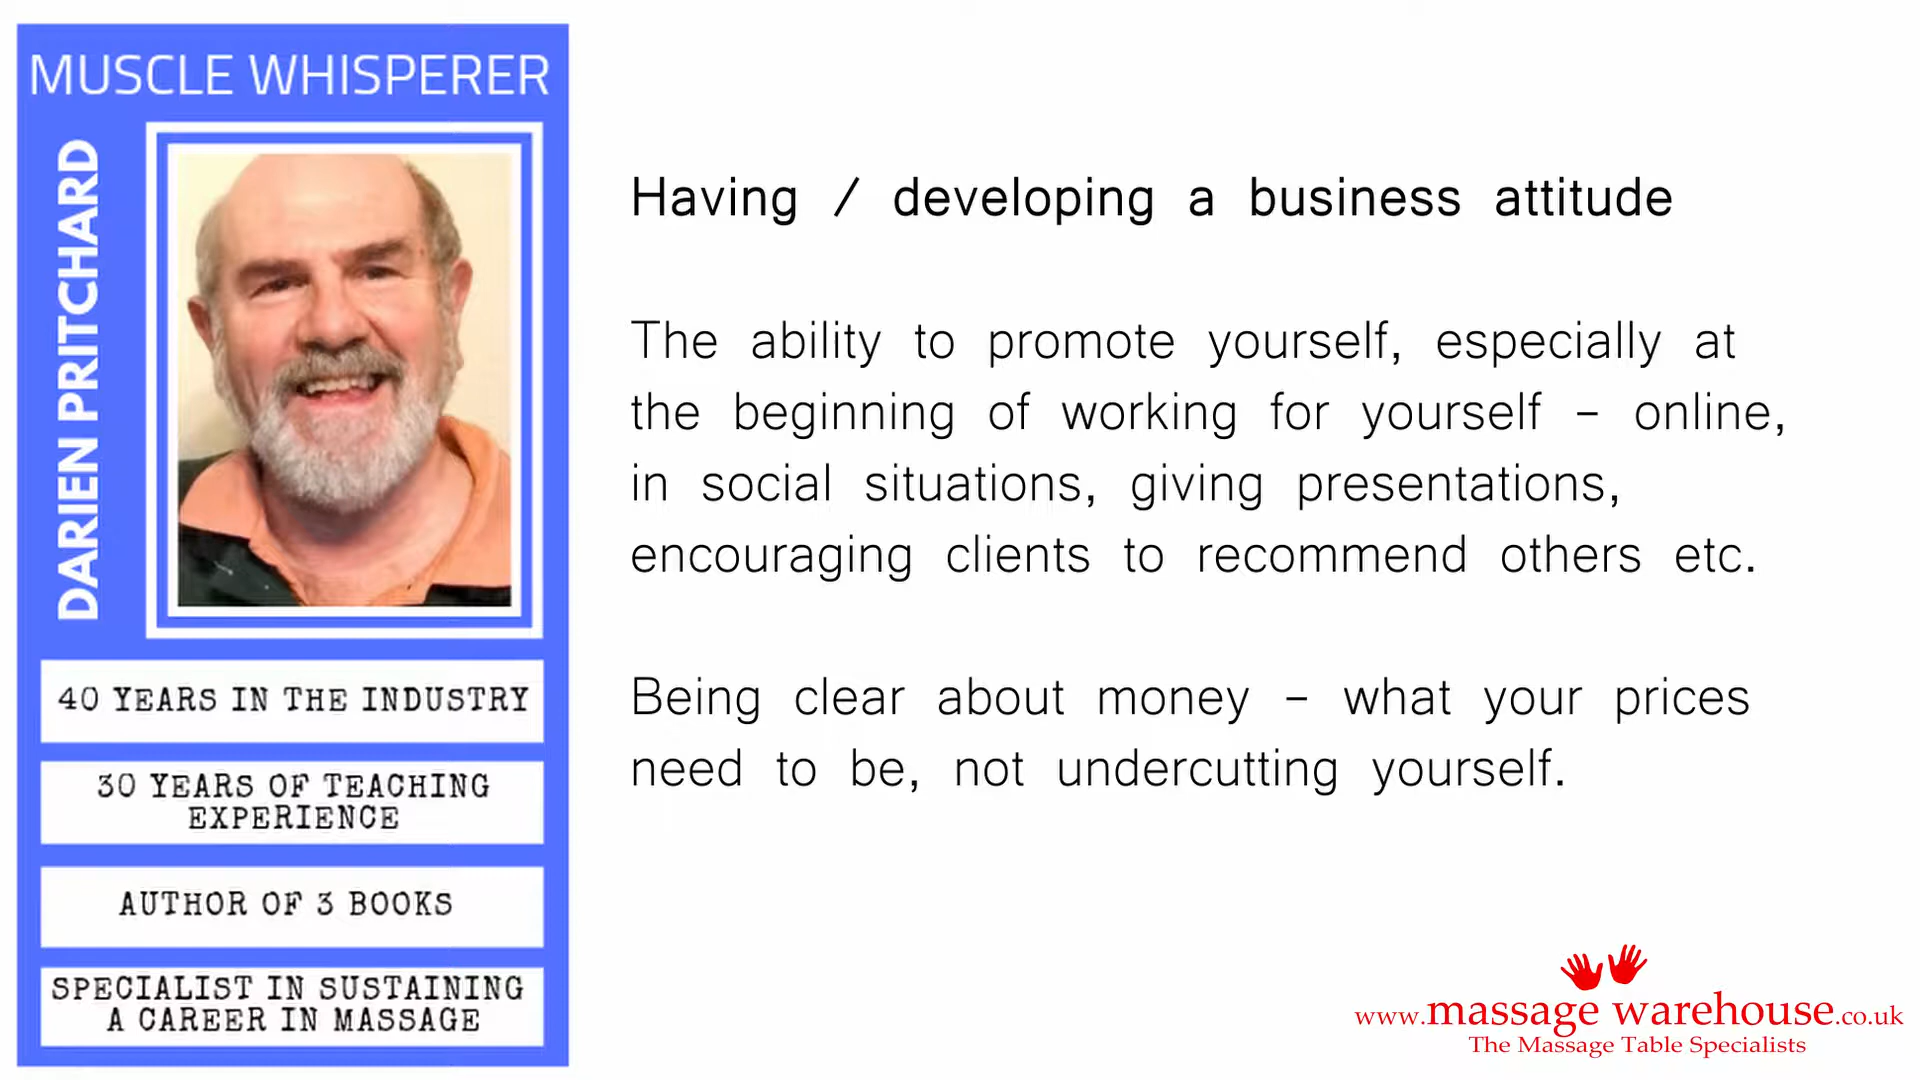 MUSCLE WHISPERER
DARIEN PRITCHARD
40 YEARS IN THE INDUSTRY
30 YEARS OF TEACHING
EXPERIENCE
AUTHOR OF 3 BOOKS
SPECIALIST IN SUSTAINING
A CAREER IN MASSAGE
Having / developing a business attitude
The ability to promote yourself, especially at
the beginning of working for yourself – online,
in social situations, giving presentations,
encouraging clients to recommend others etc.
Being clear about money – what your prices
need to be, not undercutting yourself.
www.massage warehouse.co.uk
The Massage Table Specialists